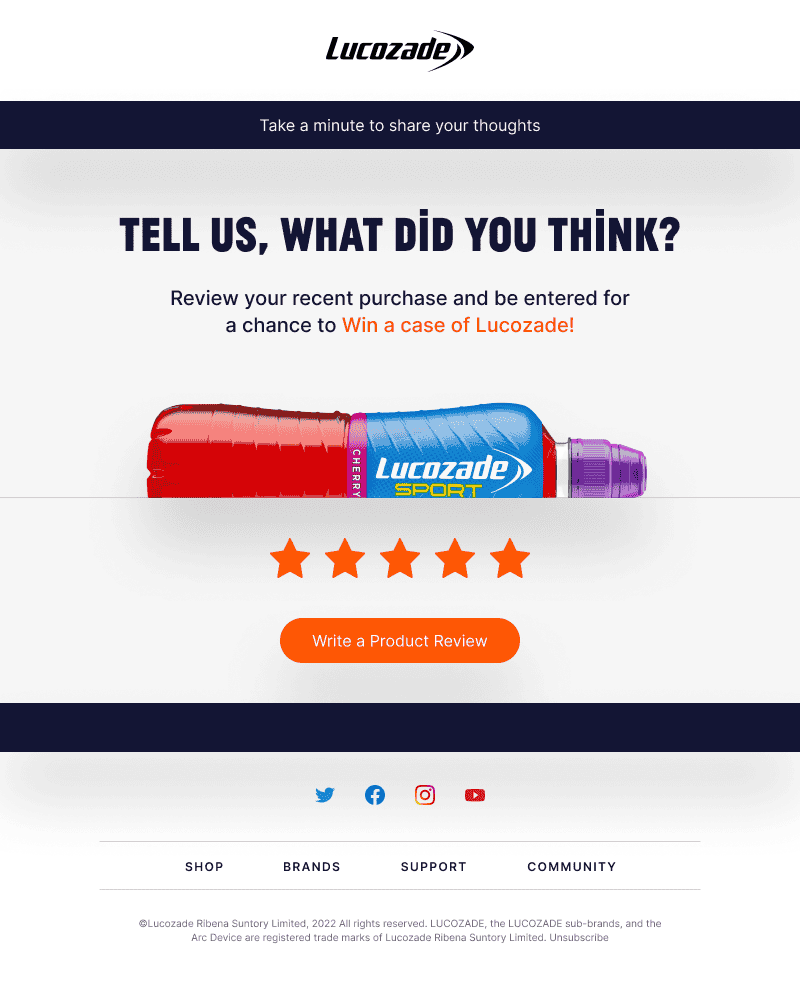 Lucozade
Take a minute to share your thoughts
TELL US, WHAT DiD YOU THiNK?
Review your recent purchase and be entered for
a chance to Win a case of Lucozade!
CHERRY
Lucozade
SPORT
Write a Product Review
SHOP BRANDS SUPPORT COMMUNITY
©Lucozade Ribena Suntory Limited, 2022 All rights reserved. LUCOZADE, the LUCOZADE sub-brands, and the
Arc Device are registered trade marks of Lucozade Ribena Suntory Limited. Unsubscribe